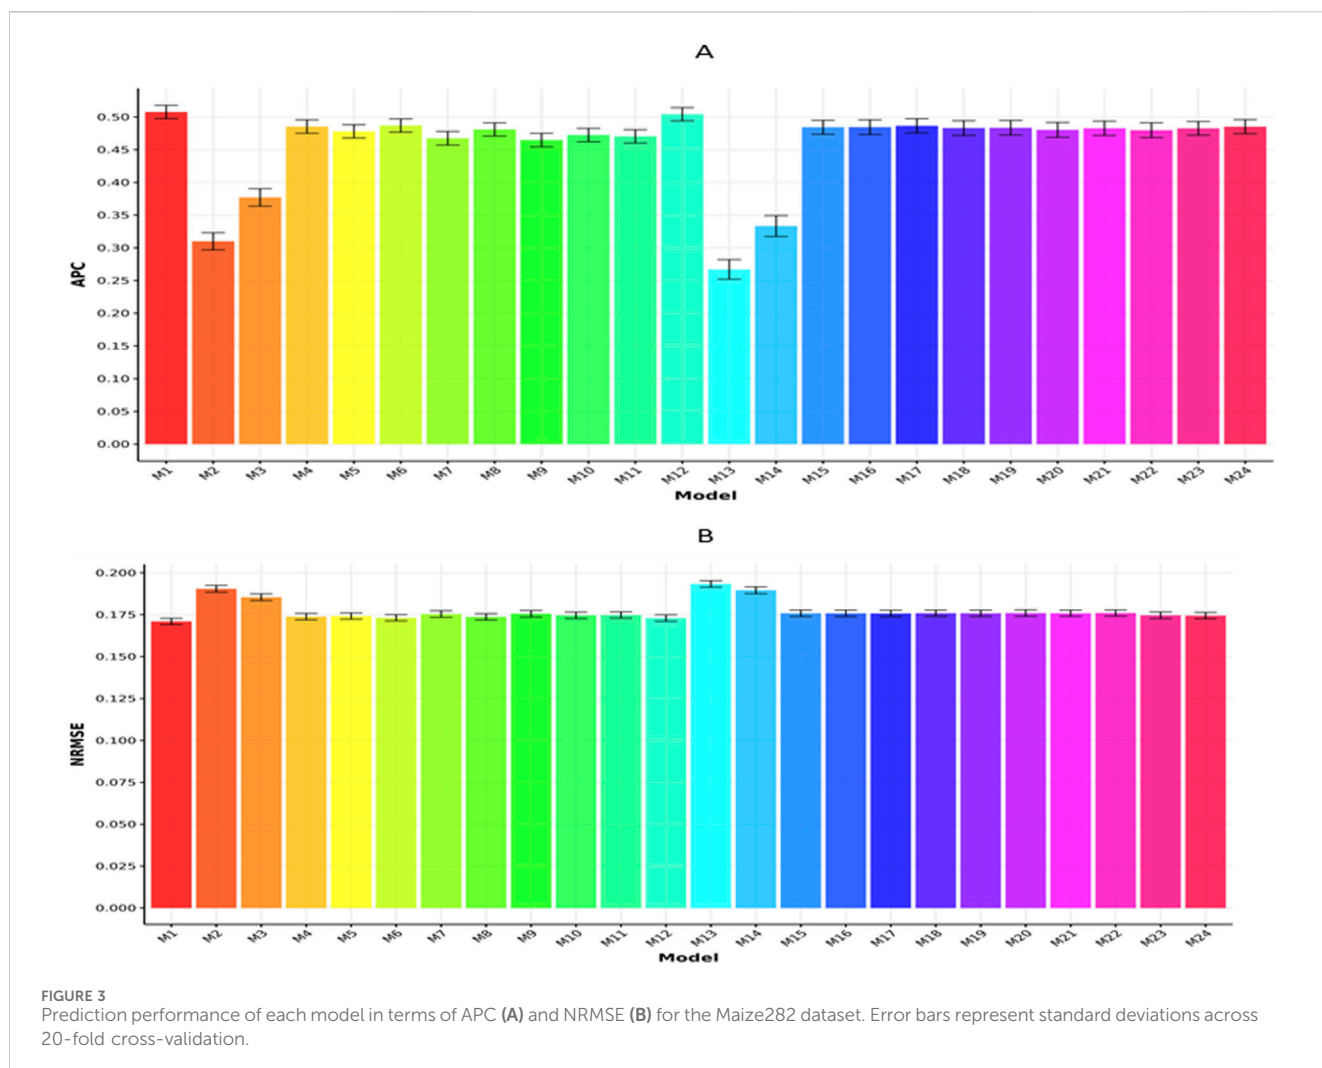 A
0.50
0.45
0.40
0.35
0.30
0.25
0.20
0.15
0.10
0.05
0.00
APC
M1 M2 M3 M4 M5 M6 M7 M8 M9 M10 M11 M12 M13 M14 M15 M16 M17 M18 M19 M20 M21 M22 M23 M24
Model
B
0.200
0.175
0.150
0.125
0.100
0.075
0.050
0.025
0.000
NRMSE
M1 M2 M3 M4 M5 M6 M7 M8 M9 M10 M11 M12 M13 M14 M15 M16 M17 M18 M19 M20 M21 M22 M23 M24
Model
FIGURE 3
Prediction performance of each model in terms of APC (A) and NRMSE (B) for the Maize282 dataset. Error bars represent standard deviations across
20-fold cross-validation.